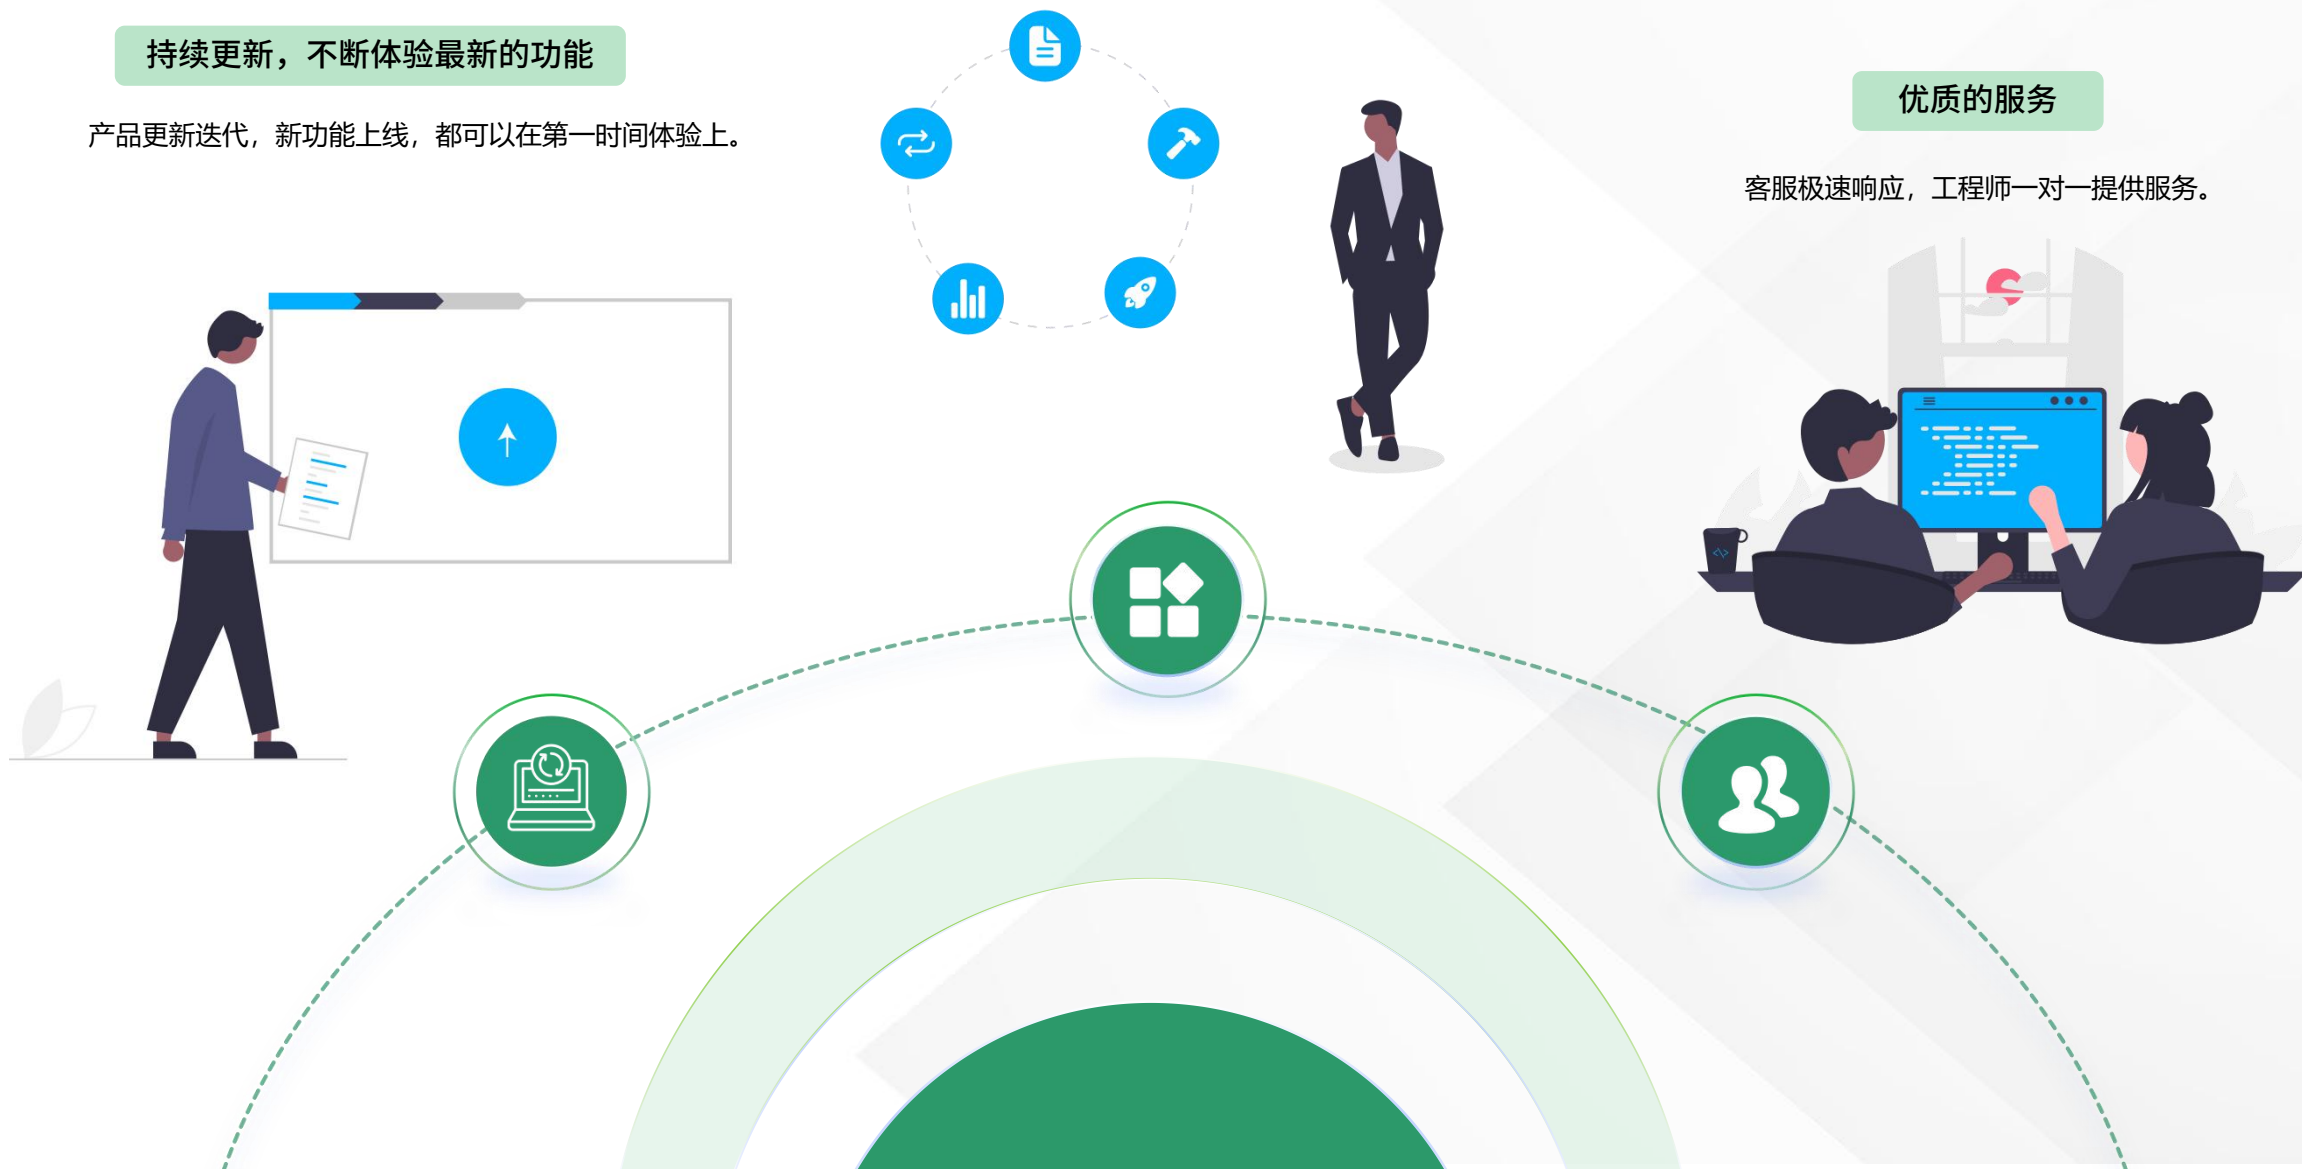 持续更新，不断体验最新的功能
产品更新迭代，新功能上线，都可以在第一时间体验上。
优质的服务
客服极速响应，工程师一对一提供服务。